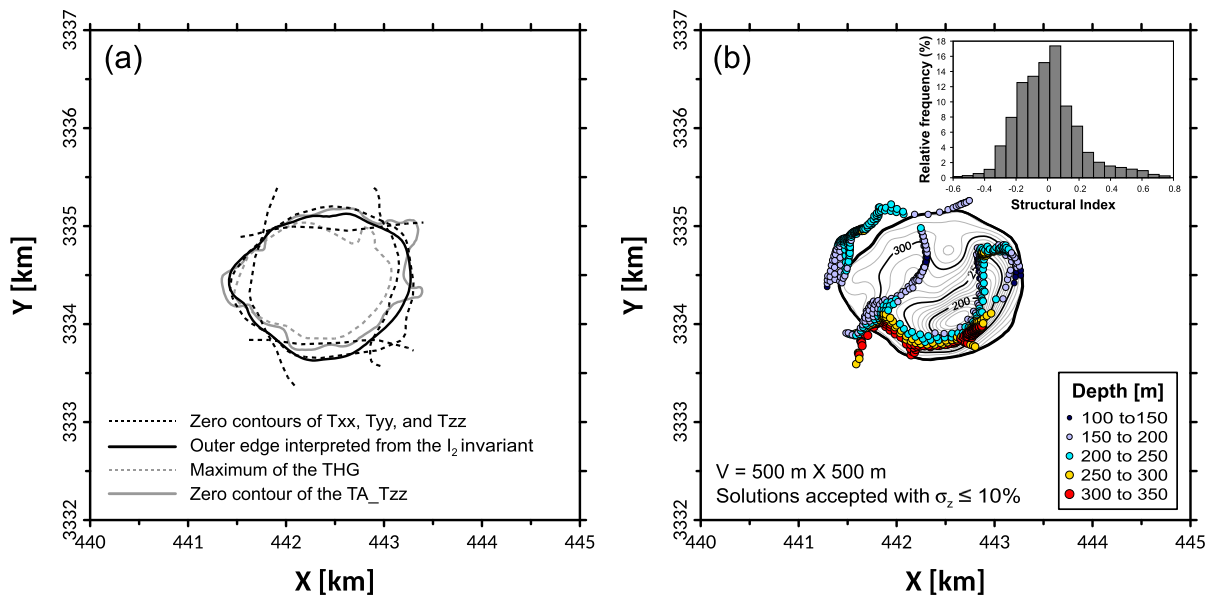 (a)
3337
3336
3335
3334
3333
3332
Y [km]
Zero contours of Txx, Tyy, and Tzz
Outer edge interpreted from the I2 invariant
Maximum of the THG
Zero contour of the TA_Tzz
440
441
442
443
444
445
X [km]
(b)
3337
3336
3335
3334
3333
3332
Y [km]
Relative frequency (%)
18
16
14
12
10
8
6
4
2
0
-0.6
-0.4
-0.2
0
0.2
0.4
0.6
0.8
Structural Index
300
200
Depth [m]
100 to150
150 to 200
200 to 250
250 to 300
300 to 350
V = 500 m X 500 m
Solutions accepted with σz ≤ 10%
440
441
442
443
444
445
X [km]